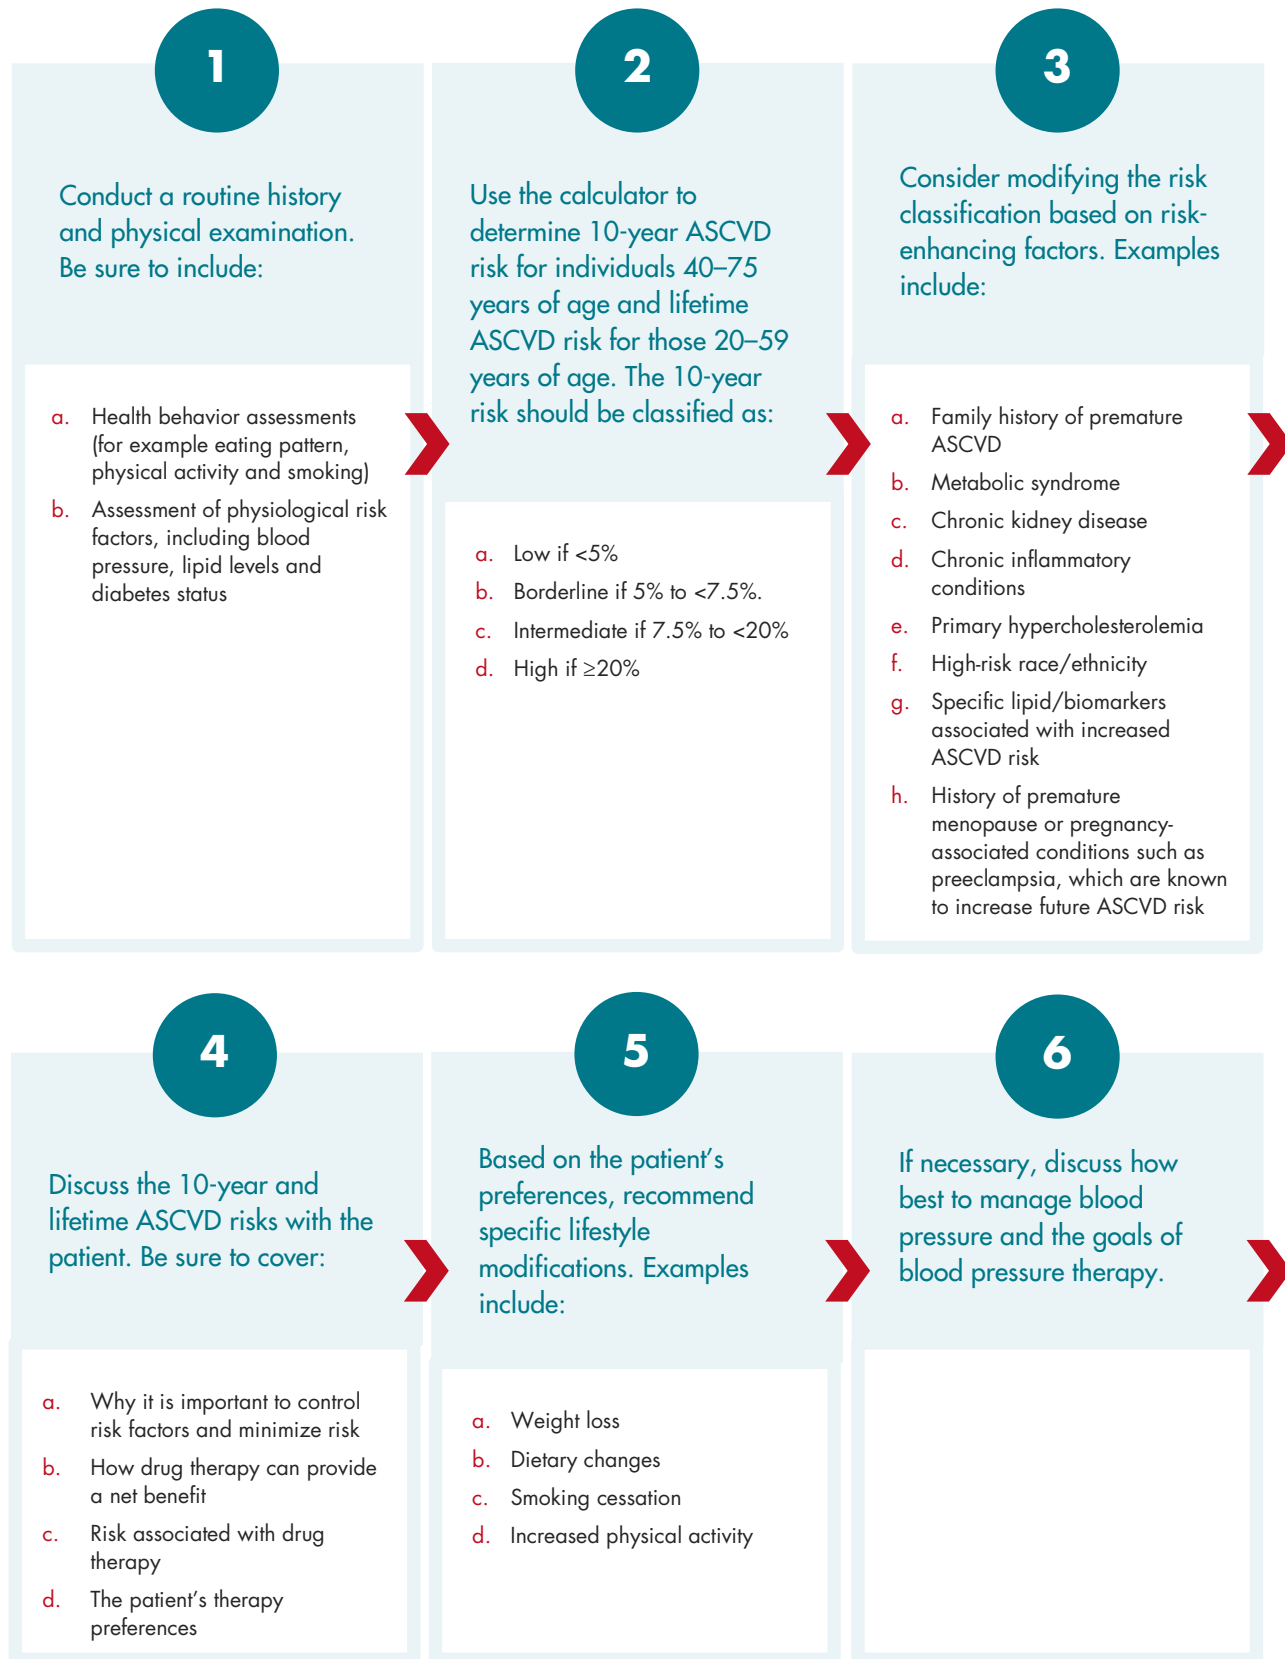 1
Conduct a routine history
and physical examination.
Be sure to include:
a. Health behavior assessments
(for example eating pattern,
physical activity and smoking)
b. Assessment of physiological risk
factors, including blood
pressure, lipid levels and
diabetes status
2
Use the calculator to
determine 10-year ASCVD
risk for individuals 40–75
years of age and lifetime
ASCVD risk for those 20–59
years of age. The 10-year
risk should be classified as:
a. Low if <5%
b. Borderline if 5% to <7.5%.
c. Intermediate if 7.5% to <20%
d. High if ≥20%
3
Consider modifying the risk
classification based on risk-
enhancing factors. Examples
include:
a. Family history of premature
ASCVD
b. Metabolic syndrome
c. Chronic kidney disease
d. Chronic inflammatory
conditions
e. Primary hypercholesterolemia
f. High-risk race/ethnicity
g. Specific lipid/biomarkers
associated with increased
ASCVD risk
h. History of premature
menopause or pregnancy-
associated conditions such as
preeclampsia, which are known
to increase future ASCVD risk
4
Discuss the 10-year and
lifetime ASCVD risks with the
patient. Be sure to cover:
a. Why it is important to control
risk factors and minimize risk
b. How drug therapy can provide
a net benefit
c. Risk associated with drug
therapy
d. The patient’s therapy
preferences
5
Based on the patient’s
preferences, recommend
specific lifestyle
modifications. Examples
include:
a. Weight loss
b. Dietary changes
c. Smoking cessation
d. Increased physical activity
6
If necessary, discuss how
best to manage blood
pressure and the goals of
blood pressure therapy.